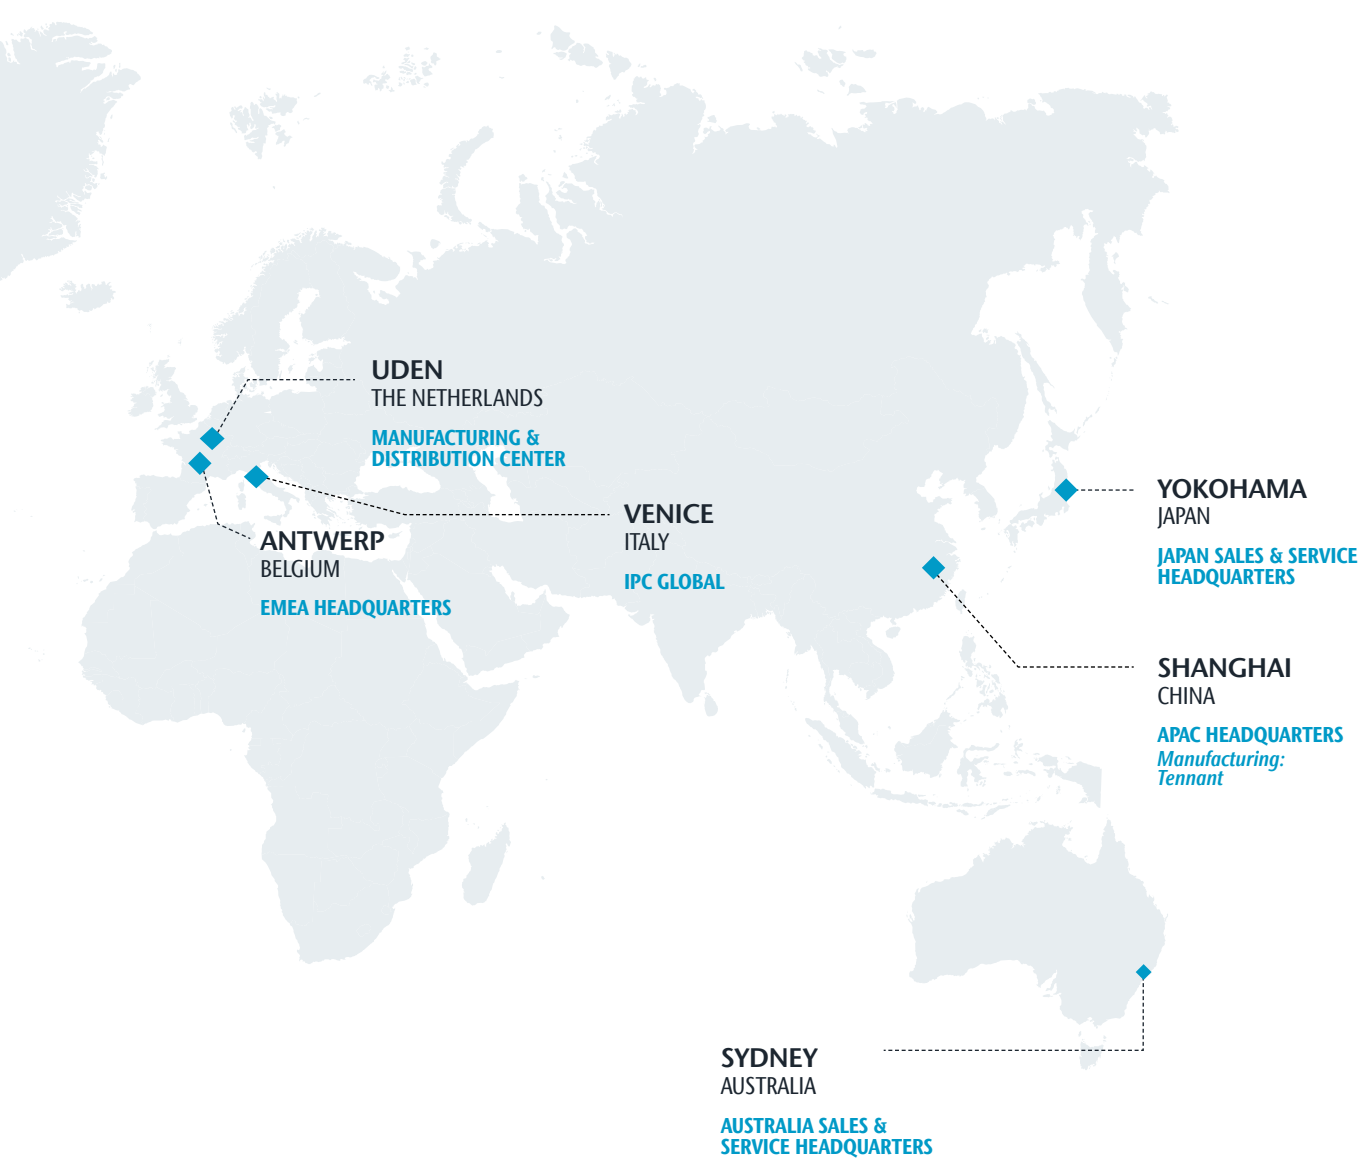 UDEN
THE NETHERLANDS
MANUFACTURING &
DISTRIBUTION CENTER
ANTWERP
BELGIUM
EMEA HEADQUARTERS
VENICE
ITALY
IPC GLOBAL
YOKOHAMA
JAPAN
JAPAN SALES & SERVICE
HEADQUARTERS
SHANGHAI
CHINA
APAC HEADQUARTERS
Manufacturing:
Tennant
SYDNEY
AUSTRALIA
AUSTRALIA SALES &
SERVICE HEADQUARTERS